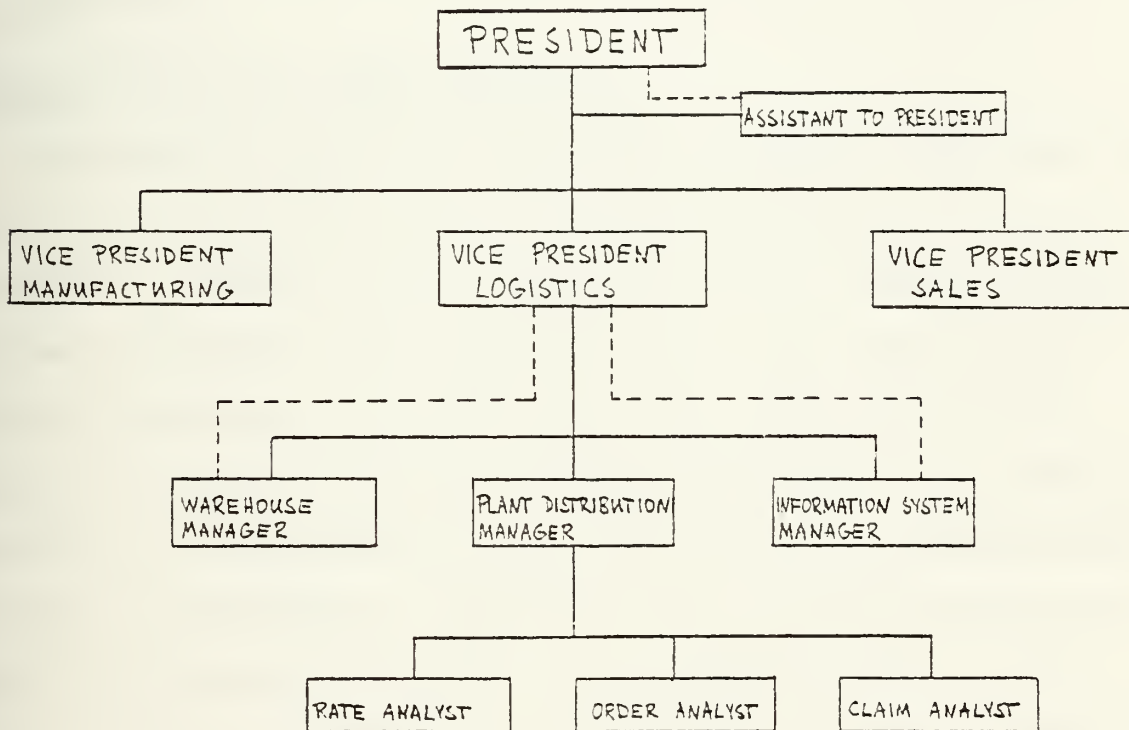 PRESIDENT
ASSISTANT TO PRESIDENT
VICE PRESIDENT
MANUFACTURING
VICE PRESIDENT
LOGISTICS
VICE PRESIDENT
SALES
WAREHOUSE
MANAGER
PLANT DISTRIBUTION
MANAGER
INFORMATION SYSTEM
MANAGER
RATE ANALYST
ORDER ANALYST
CLAIM ANALYST